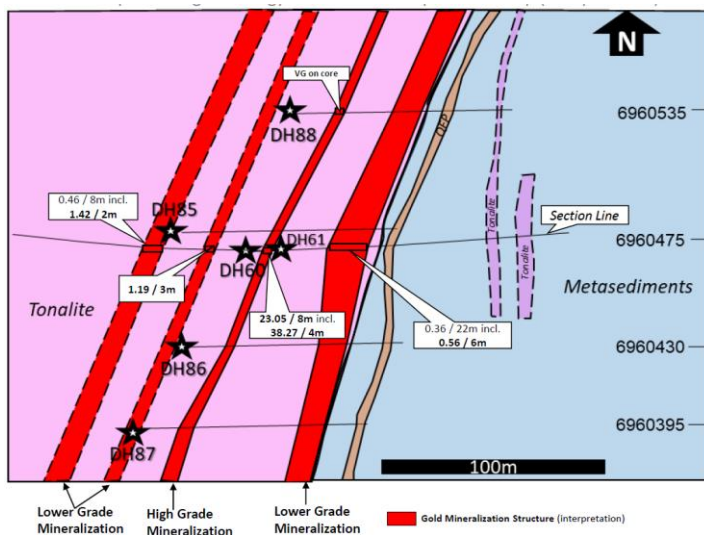 N
VG on core
DH88
6960535
QFP
Tonalite
Tonalite
0.46 / 8m incl.
1.42 / 2m
DH85
Section Line
DH61
6960475
DH60
1.19 / 3m
Tonalite
Metasediments
23.05 / 8m incl.
38.27 / 4m
0.36 / 22m incl.
0.56 / 6m
6960430
DH86
6960395
DH87
100m
Lower Grade
Mineralization
High Grade
Mineralization
Lower Grade
Mineralization
Gold Mineralization Structure (interpretation)